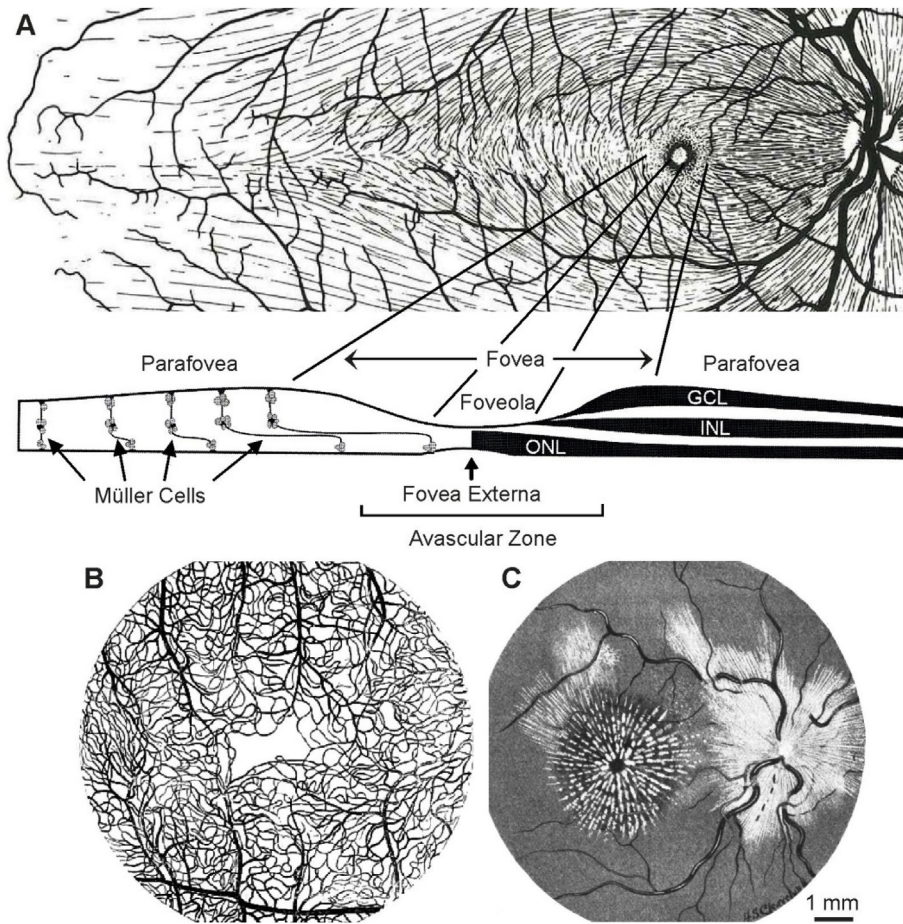 A
Parafovea
Fovea
Parafovea
Foveola
GCL
INL
ONL
Müller Cells
Fovea Externa
Avascular Zone
B
C
1 mm